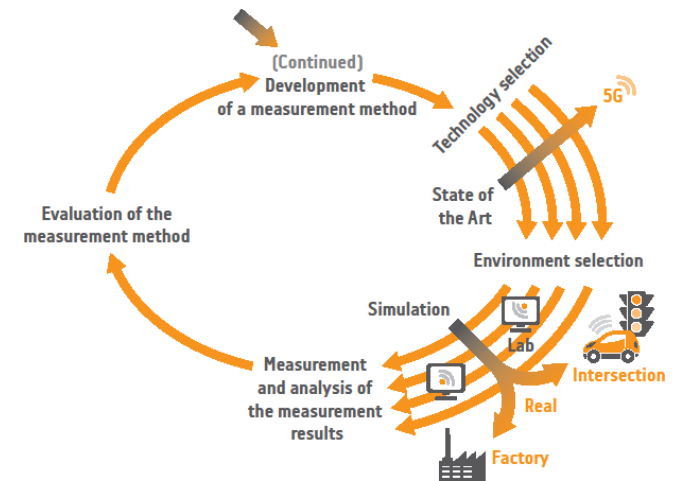 (Continued)
Development
of a measurement method
Technology selection
5G
State of
the Art
Evaluation of the
measurement method
Environment selection
Simulation
Lab
Intersection
Measurement
and analysis of
the measurement
results
Real
Factory